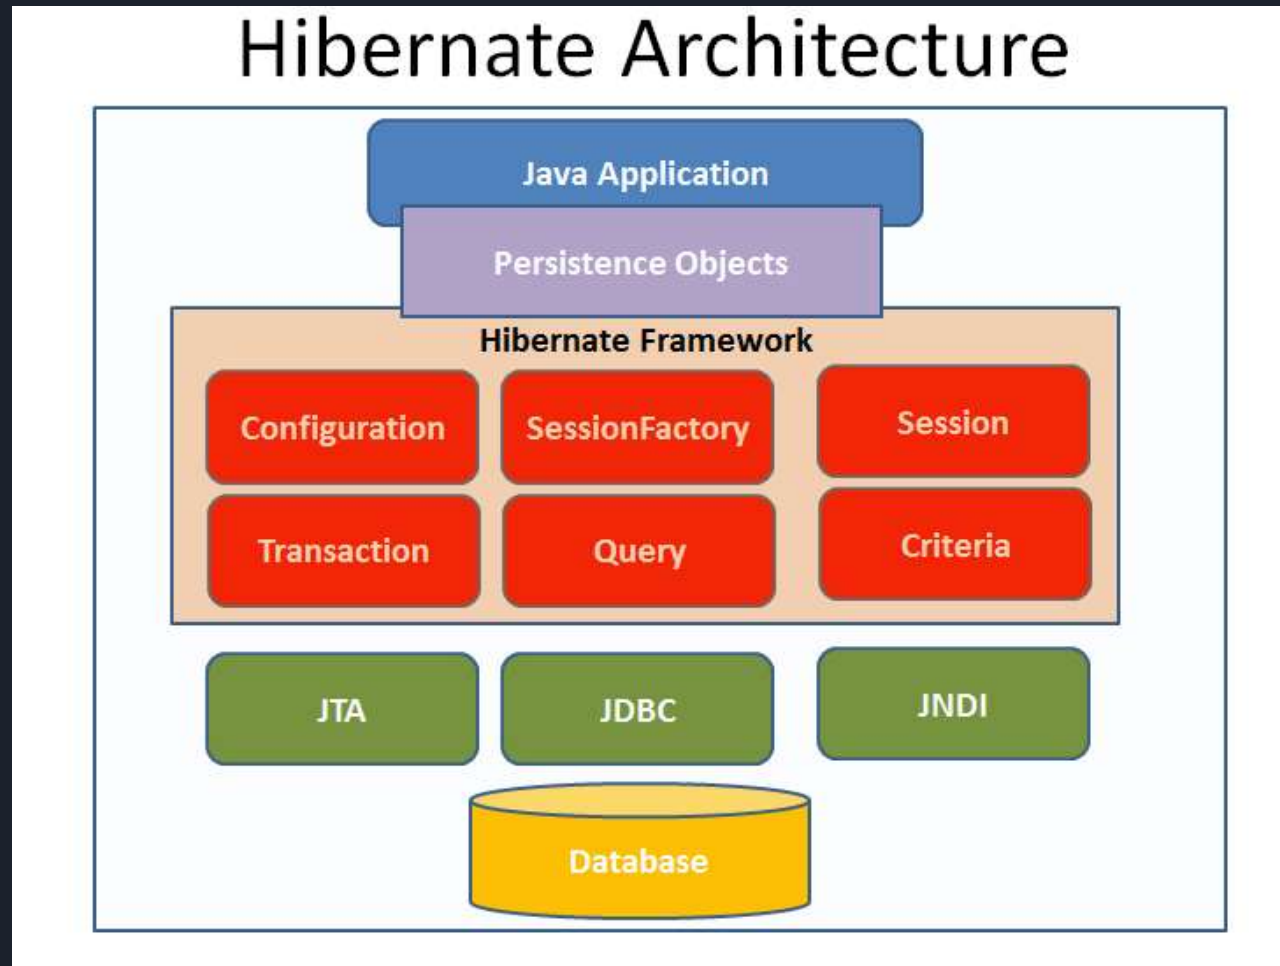 Hibernate Architecture
Java Application
Persistence Objects
Hibernate Framework
Configuration
SessionFactory
Session
Transaction
Query
Criteria
JTA
JDBC
JNDI
Database